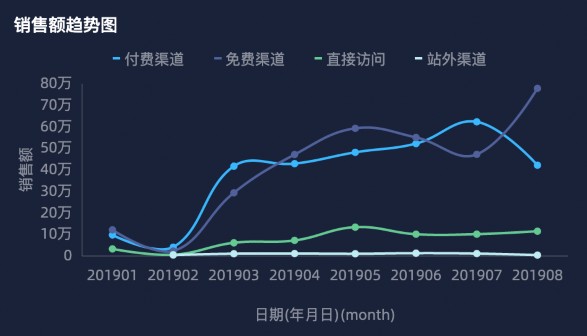 销售额趋势图
付费渠道 免费渠道 直接访问 站外渠道
80万
70万
60万
50万
40万
30万
20万
10万
0
销售额
201901 201902 201903 201904 201905 201906 201907 201908
日期(年月日)(month)